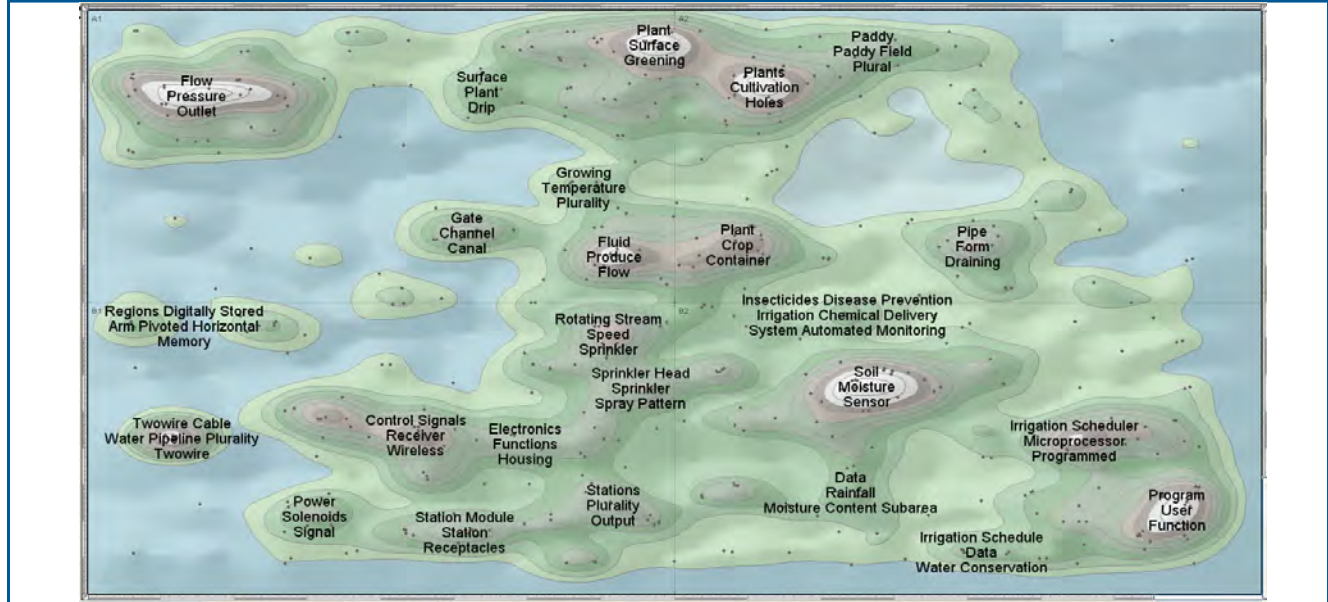 A1
A2
Plant
Surface
Greening
Paddy
Paddy Field
Plural
Flow
Pressure
Outlet
Surface
Plant
Drip
Plants
Cultivation
Holes
Growing
Temperature
Plurality
Gate
Channel
Canal
Fluid
Produce
Flow
Plant
Crop
Container
Pipe
Form
Draining
B1
B2
Regions Digitally Stored
Arm Pivoted Horizontal
Memory
Insecticides Disease Prevention
Irrigation Chemical Delivery
System Automated Monitoring
Rotating Stream
Speed
Sprinkler
Sprinkler Head
Sprinkler
Spray Pattern
Soil
Moisture
Sensor
Twowire Cable
Water Pipeline Plurality
Twowire
Control Signals
Receiver
Wireless
Electronics
Functions
Housing
Irrigation Scheduler
Microprocessor
Programmed
Power
Solenoids
Signal
Station Module
Station
Receptacles
Stations
Plurality
Output
Data
Rainfall
Moisture Content Subarea
Program
User
Function
Irrigation Schedule
Data
Water Conservation